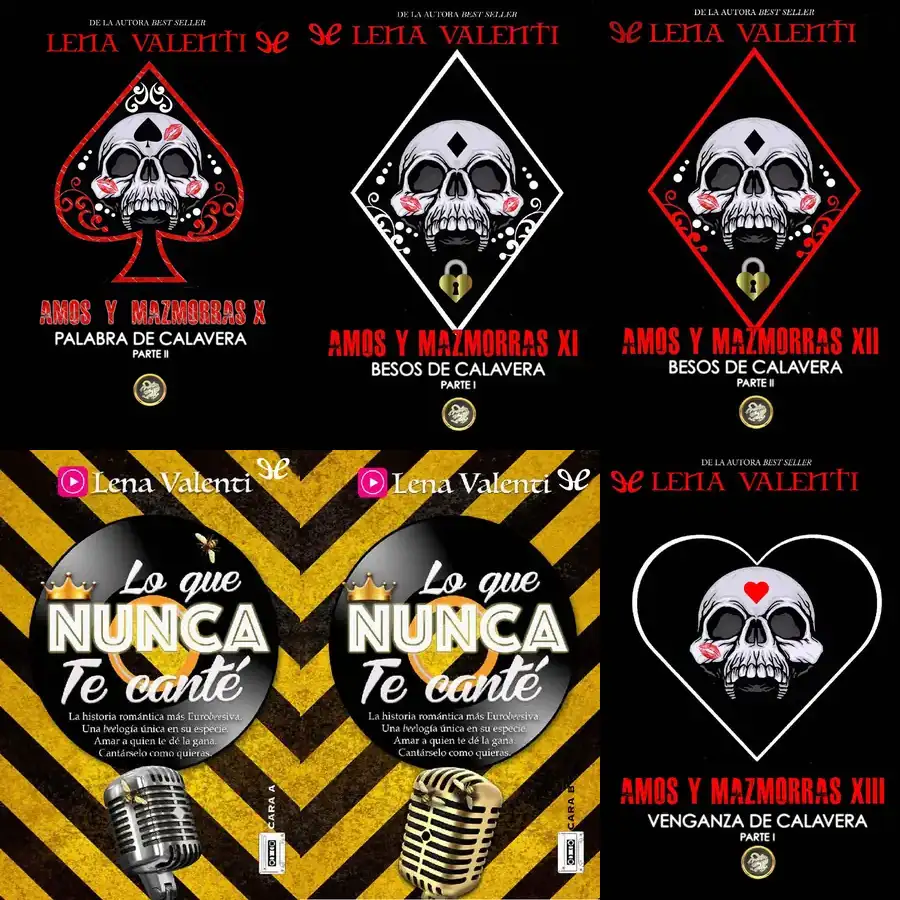 DE LA AUTORA BEST SELLER
LENA VALENTI
AMOS Y MAZMORRAS X
PALABRA DE CALAVERA
PARTE II
DE LA AUTORA BEST SELLER
LENA VALENTI
AMOS Y MAZMORRAS XI
BESOS DE CALAVERA
PARTE I
DE LA AUTORA BEST SELLER
LENA VALENTI
AMOS Y MAZMORRAS XII
BESOS DE CALAVERA
PARTE II
Lena Valenti
Lo que
NUNCA
Te canté
La historia romántica más Eurobeesiva.
Una beelogía única en su especie.
Amar a quien te dé la gana.
Cantárselo como quieras.
CARA A
Lena Valenti
Lo que
NUNCA
Te canté
La historia romántica más Eurobeesiva.
Una beelogía única en su especie.
Amar a quien te dé la gana.
Cantárselo como quieras.
CARA B
DE LA AUTORA BEST SELLER
LENA VALENTI
AMOS Y MAZMORRAS XIII
VENGANZA DE CALAVERA
PARTE I